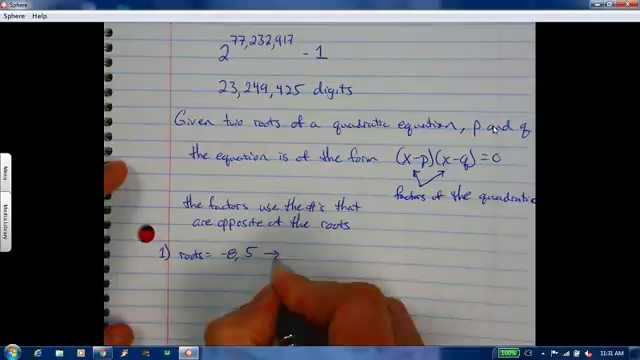 Sphere
Sphere Help
2^77,232,917 - 1
23,249,425 digits
Given two roots of a quadratic equation, p and q
the equation is of the form (x-p)(x-q) = 0
factors of the quadratic
the factors use the #'s that
are opposite of the roots
1) roots = -8, 5 →
Menu
Media Library
100%
11:31 AM